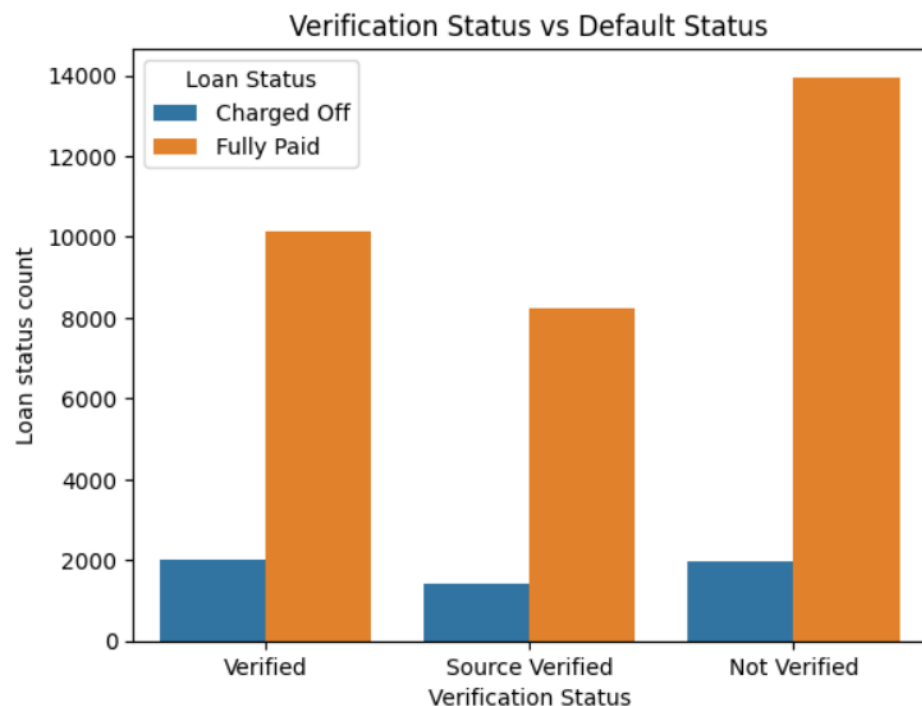 Verification Status vs Default Status
Loan Status
Charged Off
Fully Paid
14000
12000
10000
8000
6000
4000
2000
0
Loan status count
Verified
Source Verified
Not Verified
Verification Status